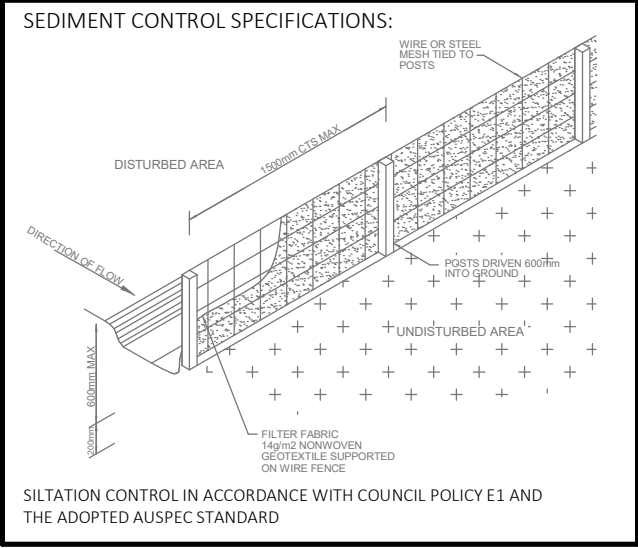 SEDIMENT CONTROL SPECIFICATIONS:
WIRE OR STEEL
MESH TIED TO
POSTS
1500mm CTS MAX
DISTURBED AREA
DIRECTION OF FLOW
POSTS DRIVEN 600mm
INTO GROUND
UNDISTURBED AREA
600mm MAX
200mm
FILTER FABRIC
14g/m2 NONWOVEN
GEOTEXTILE SUPPORTED
ON WIRE FENCE
SILTATION CONTROL IN ACCORDANCE WITH COUNCIL POLICY E1 AND
THE ADOPTED AUSPEC STANDARD